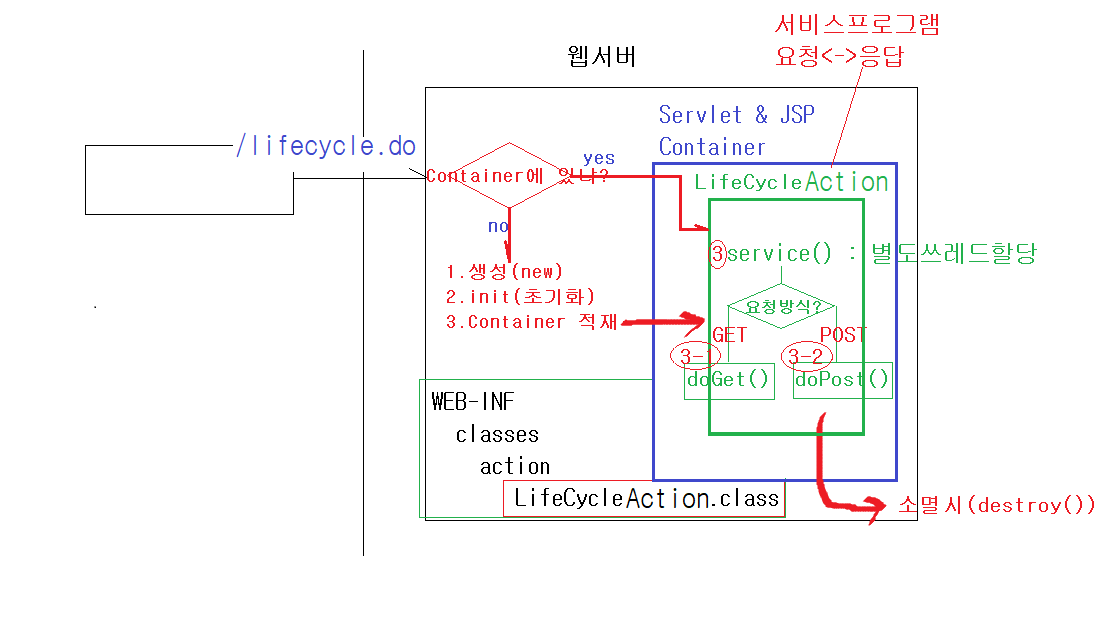 서비스프로그램
요청<->응답
웹서버
Servlet & JSP
Container
/lifecycle.do
yes
Container에 있냐?
LifeCycleAction
no
3 service() : 별도쓰레드할당
1.생성(new)
2.init(초기화)
3.Container 적재
요청방식?
GET
POST
3-1
3-2
doGet()
doPost()
WEB-INF
classes
action
LifeCycleAction.class
소멸시(destroy())